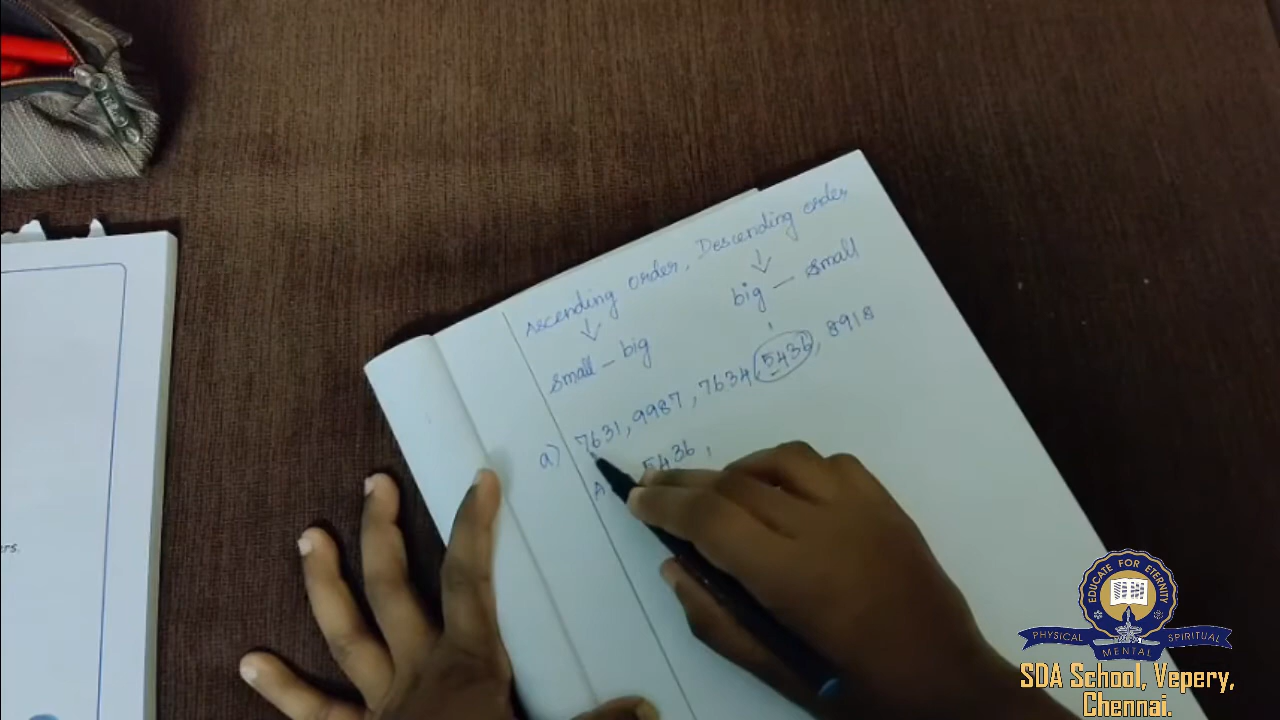 Ascending order, Descending order
↓ ↓
small – big big – small
a) 7631, 9987, 7634, 5436, 8918
A 5436,
ers.
EDUCATE FOR ETERNITY
PHYSICAL MENTAL SPIRITUAL
SDA School, Vepery,
Chennai.